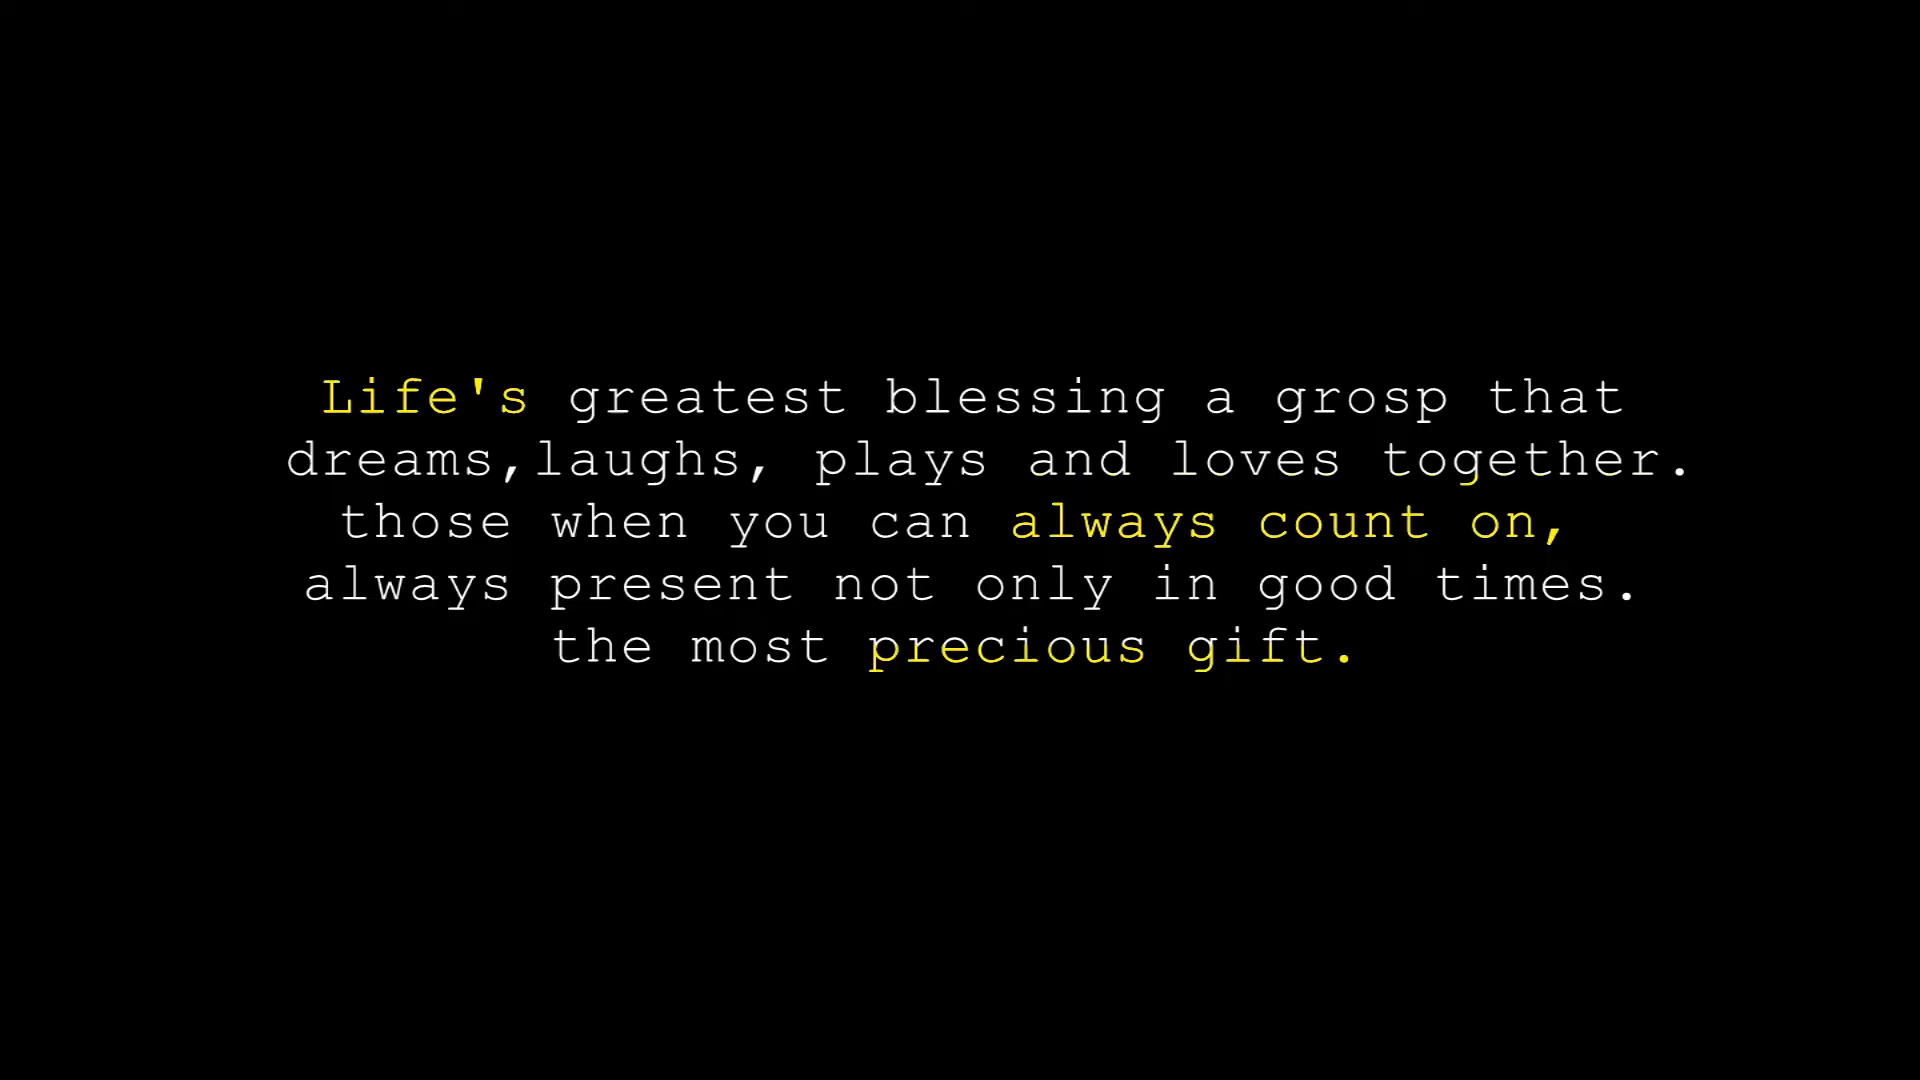 Life's greatest blessing a grosp that
dreams,laughs, plays and loves together.
those when you can always count on,
always present not only in good times.
the most precious gift.